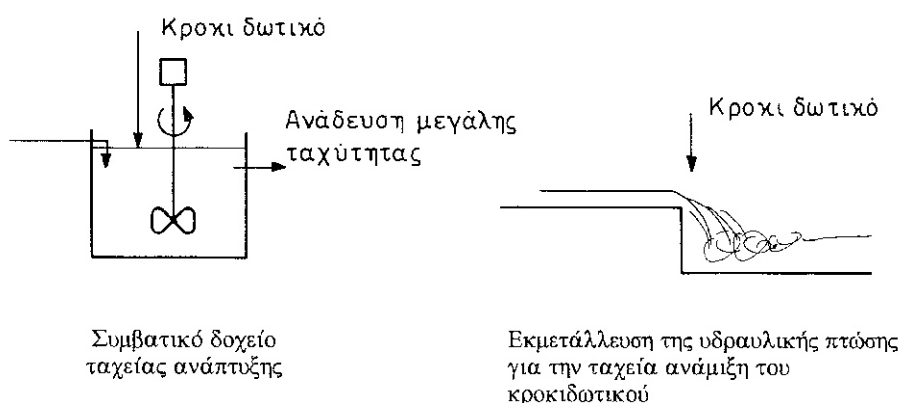 Κροκι δωτικό
Ανάδευση μεγάλης
ταχύτητας
Κροκι δωτικό
Συμβατικό δοχείο
ταχείας ανάπτυξης
Εκμετάλλευση της υδραυλικής πτώσης
για την ταχεία ανάμιξη του
κροκιδωτικού